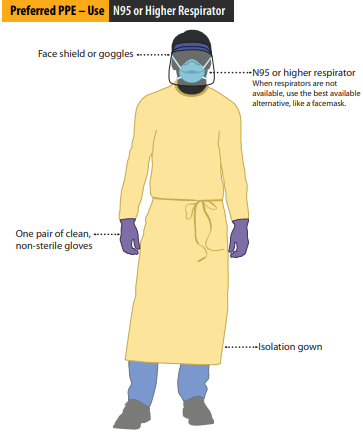 Preferred PPE – Use N95 or Higher Respirator
Face shield or goggles
N95 or higher respirator
When respirators are not
available, use the best available
alternative, like a facemask.
One pair of clean,
non-sterile gloves
Isolation gown